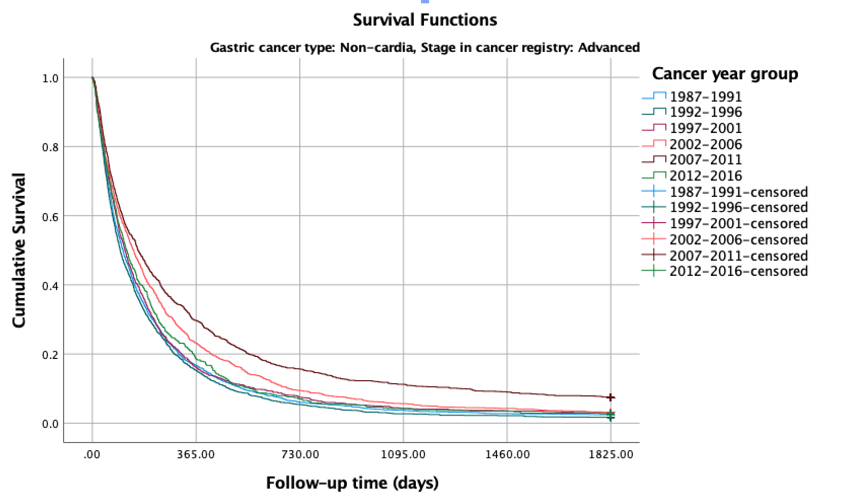 Survival Functions
Gastric cancer type: Non-cardia, Stage in cancer registry: Advanced
Cancer year group
1987-1991
1992-1996
1997-2001
2002-2006
2007-2011
2012-2016
1987-1991-censored
1992-1996-censored
1997-2001-censored
2002-2006-censored
2007-2011-censored
2012-2016-censored
Cumulative Survival
1.0
0.8
0.6
0.4
0.2
0.0
.00 365.00 730.00 1095.00 1460.00 1825.00
Follow-up time (days)